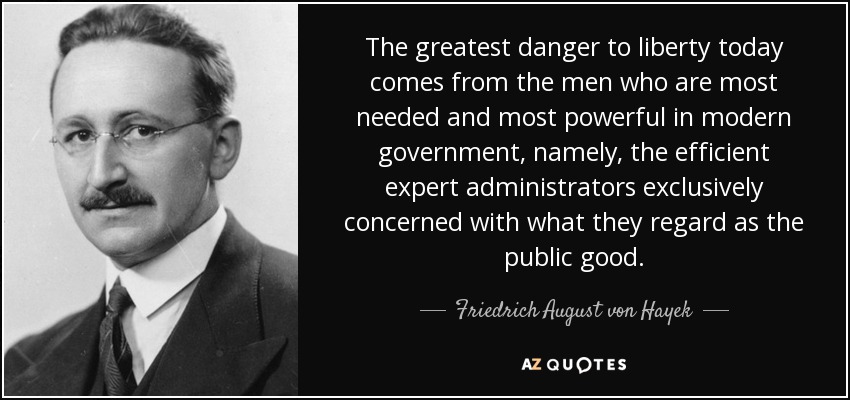 The greatest danger to liberty today
comes from the men who are most
needed and most powerful in modern
government, namely, the efficient
expert administrators exclusively
concerned with what they regard as the
public good.
Friedrich August von Hayek
AZ QUOTES